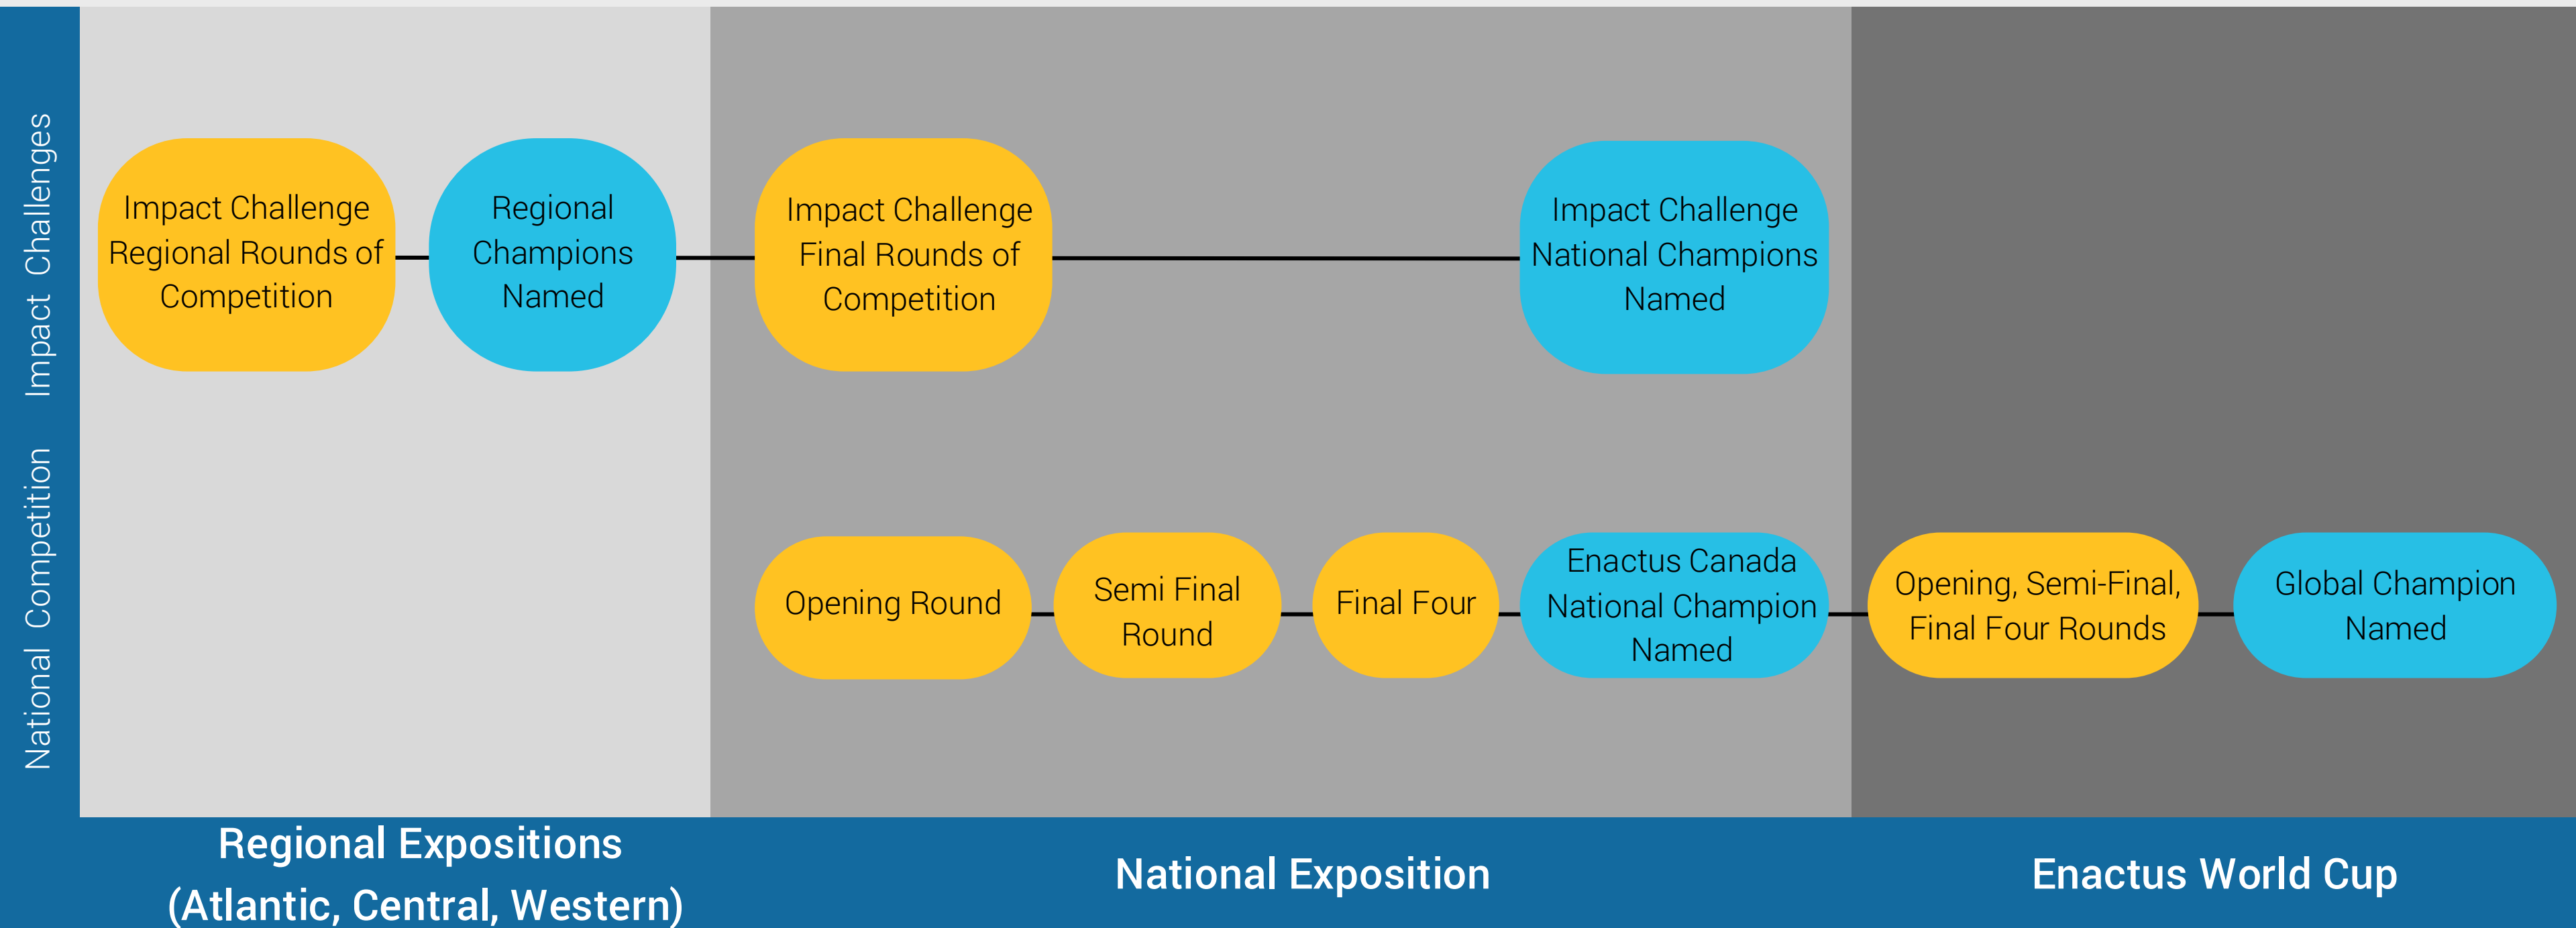 Impact Challenges
Impact Challenge
Regional Rounds of
Competition
Regional
Champions
Named
Impact Challenge
Final Rounds of
Competition
Impact Challenge
National Champions
Named
National Competition
Opening Round
Semi Final
Round
Final Four
Enactus Canada
National Champion
Named
Opening, Semi-Final,
Final Four Rounds
Global Champion
Named
Regional Expositions
(Atlantic, Central, Western)
National Exposition
Enactus World Cup